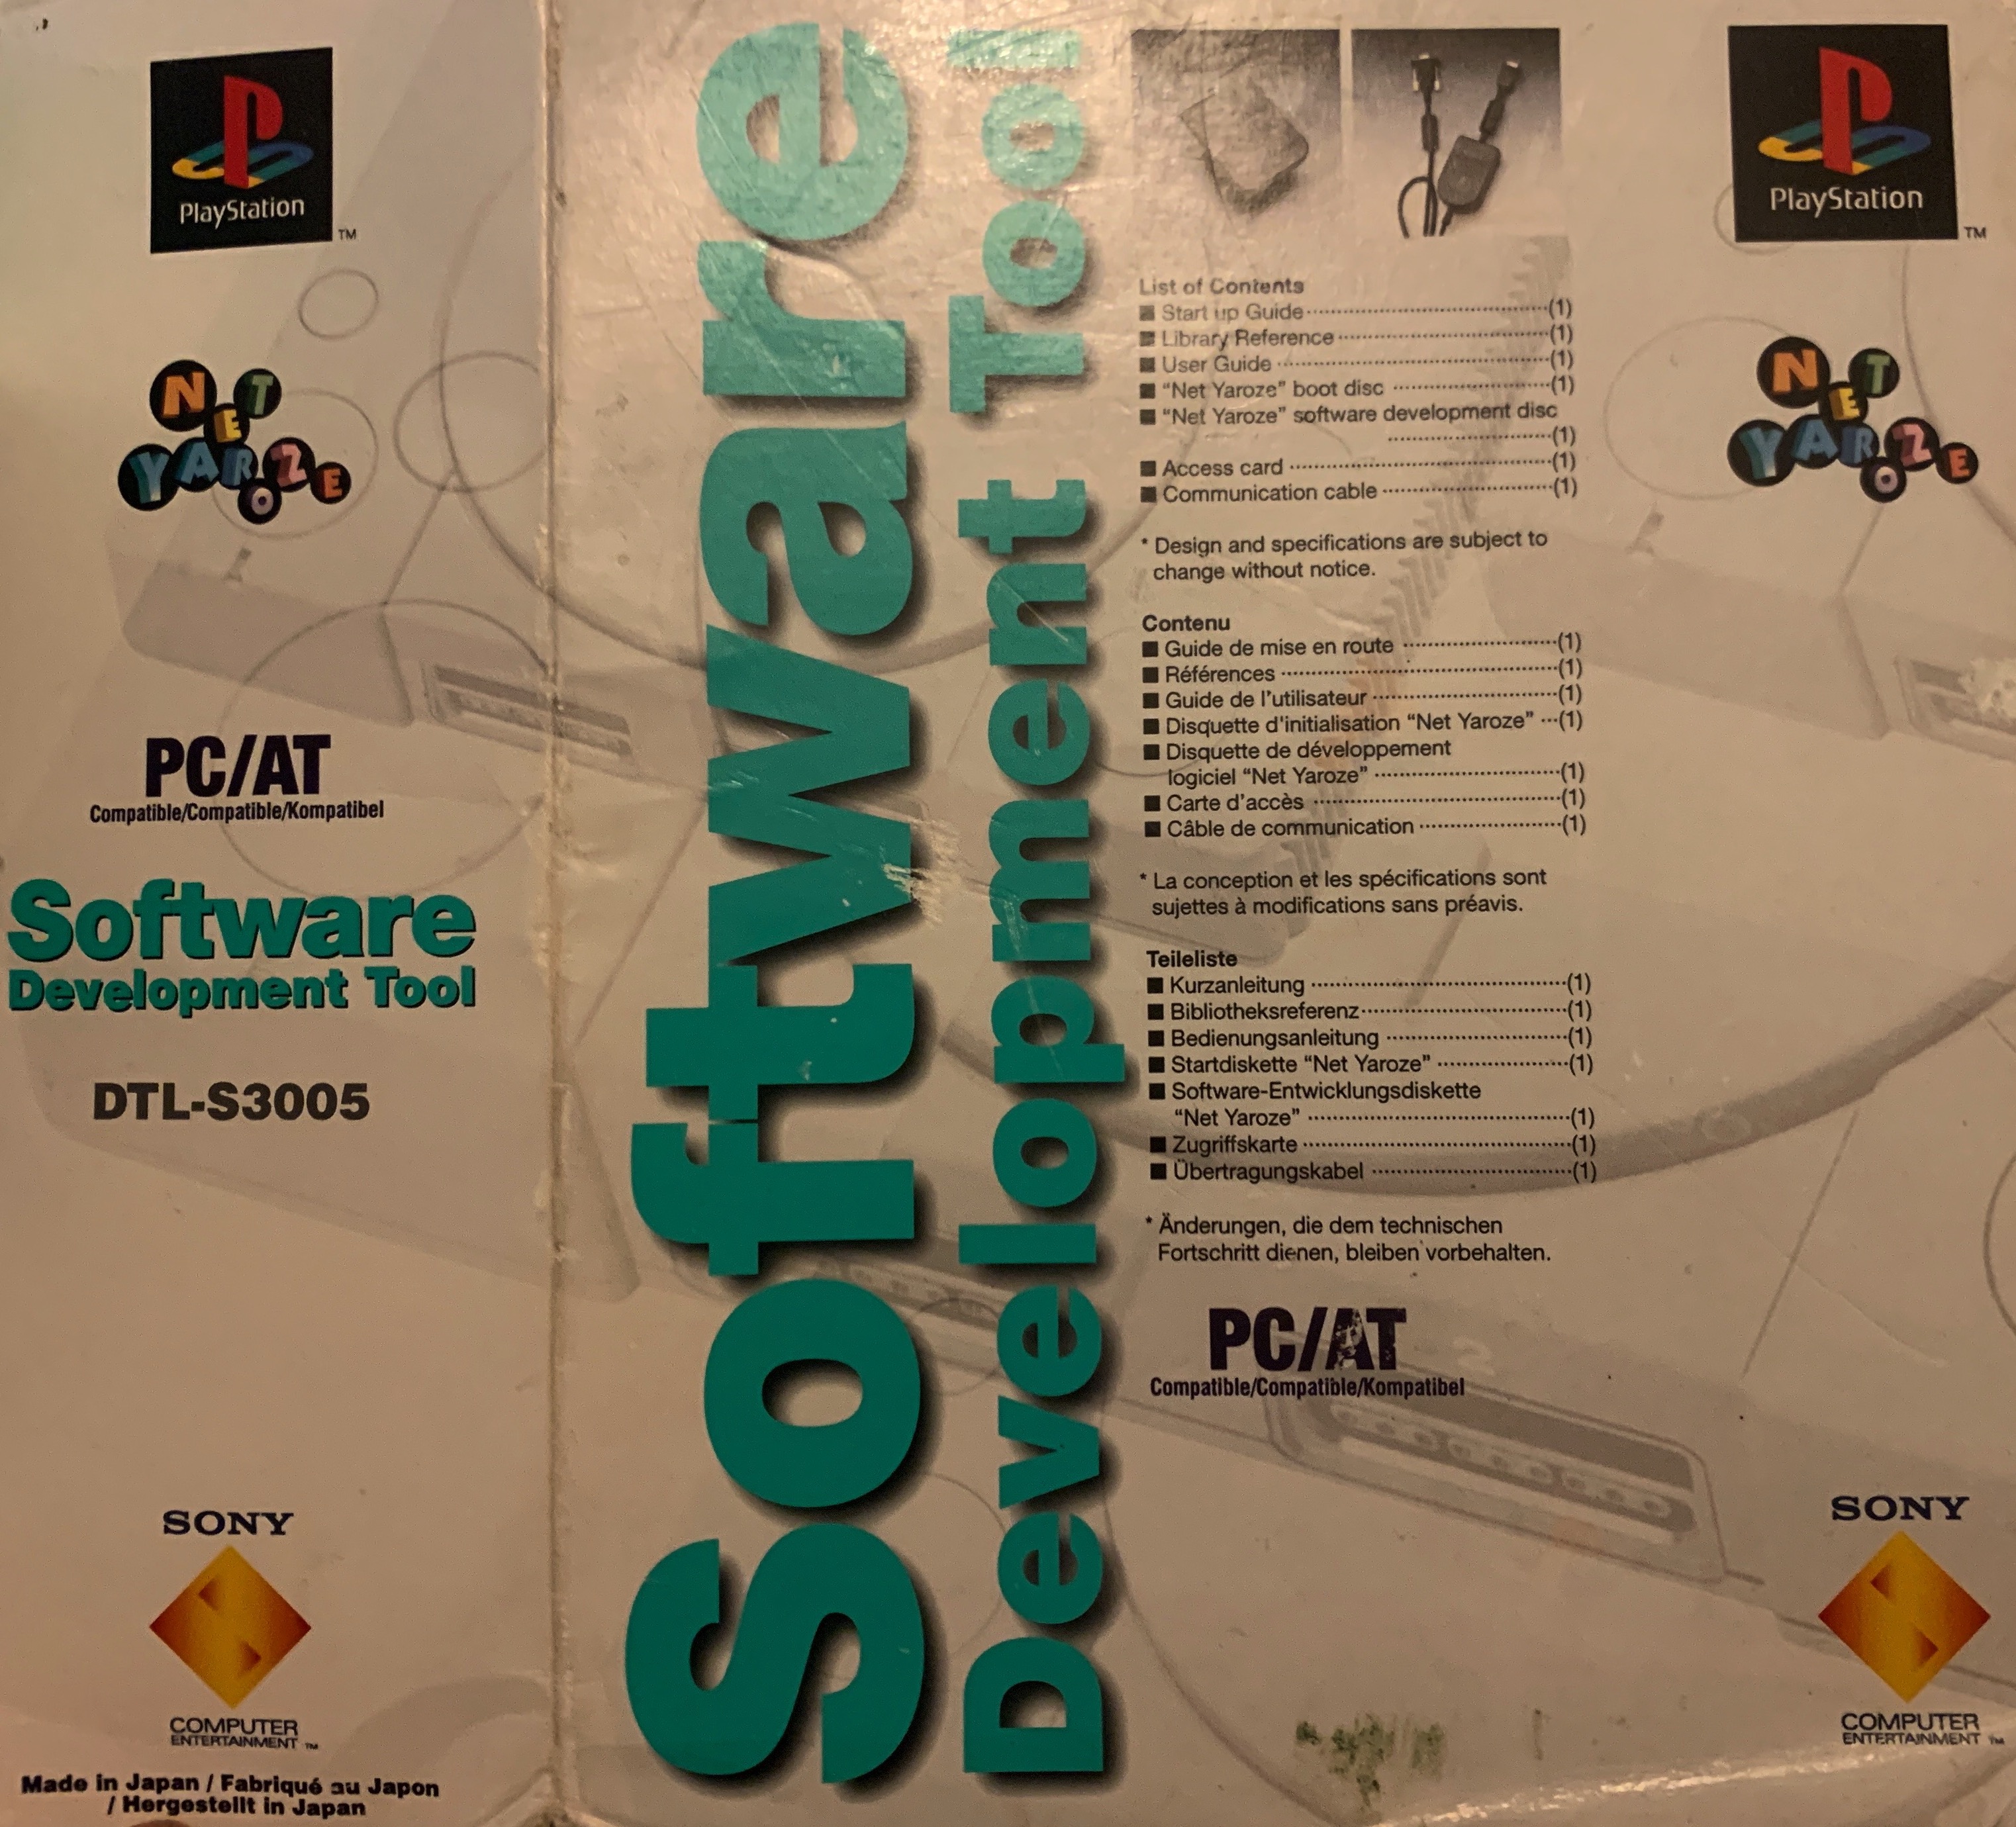 PlayStation
TM
NET
YAROZE
PC/AT
Compatible/Compatible/Kompatibel
Software
Development Tool
DTL-S3005
SONY
COMPUTER
ENTERTAINMENT TM
Made in Japan / Fabriqué au Japon
/ Hergestellt in Japan
Software
Development Tool
List of Contents
■ Start up Guide (1)
■ Library Reference (1)
■ User Guide (1)
■ “Net Yaroze” boot disc (1)
■ “Net Yaroze” software development disc
(1)
■ Access card (1)
■ Communication cable (1)
* Design and specifications are subject to
change without notice.
Contenu
■ Guide de mise en route (1)
■ Références (1)
■ Guide de l'utilisateur (1)
■ Disquette d'initialisation “Net Yaroze” (1)
■ Disquette de développement
logiciel “Net Yaroze” (1)
■ Carte d'accès (1)
■ Câble de communication (1)
* La conception et les spécifications sont
sujettes à modifications sans préavis.
Teileliste
■ Kurzanleitung (1)
■ Bibliotheksreferenz (1)
■ Bedienungsanleitung (1)
■ Startdiskette “Net Yaroze” (1)
■ Software-Entwicklungsdiskette
“Net Yaroze” (1)
■ Zugriffskarte (1)
■ Übertragungskabel (1)
* Änderungen, die dem technischen
Fortschritt dienen, bleiben vorbehalten.
PC/AT
Compatible/Compatible/Kompatibel
PlayStation
TM
NET
YAROZE
SONY
COMPUTER
ENTERTAINMENT TM